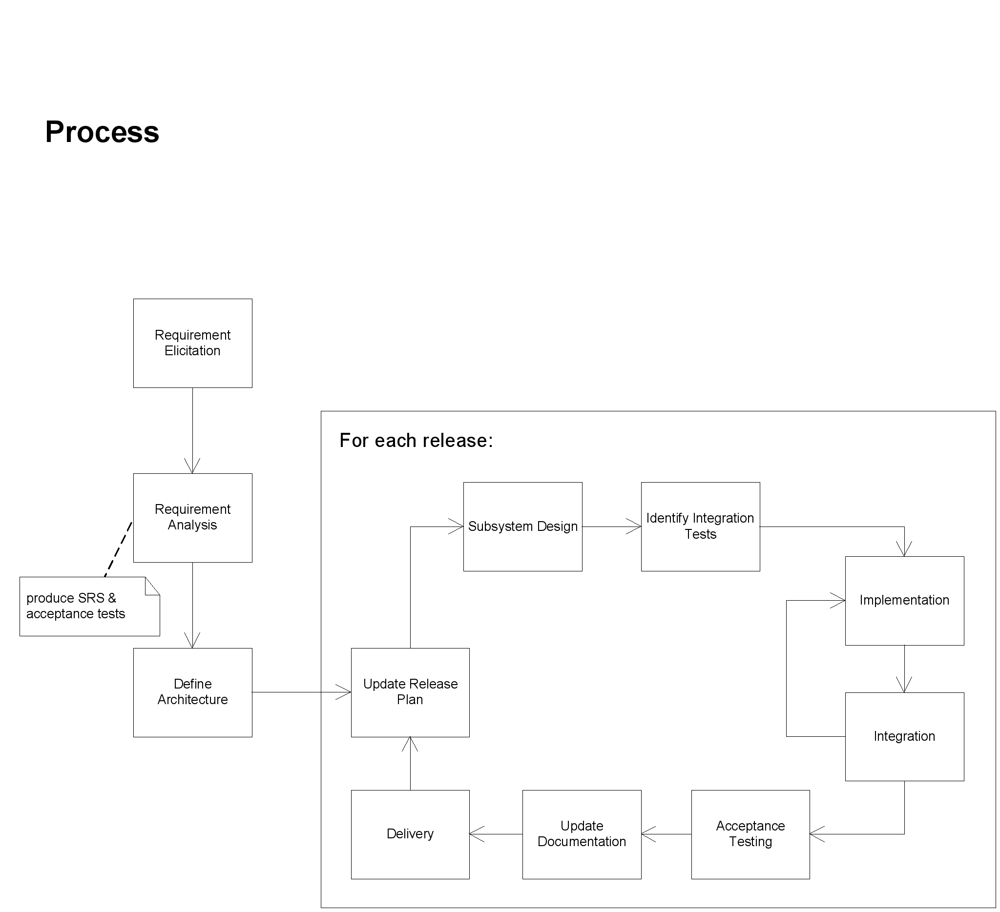 Process
Requirement
Elicitation
Requirement
Analysis
produce SRS &
acceptance tests
Define
Architecture
For each release:
Update Release
Plan
Subsystem Design
Identify Integration
Tests
Implementation
Integration
Acceptance
Testing
Update
Documentation
Delivery